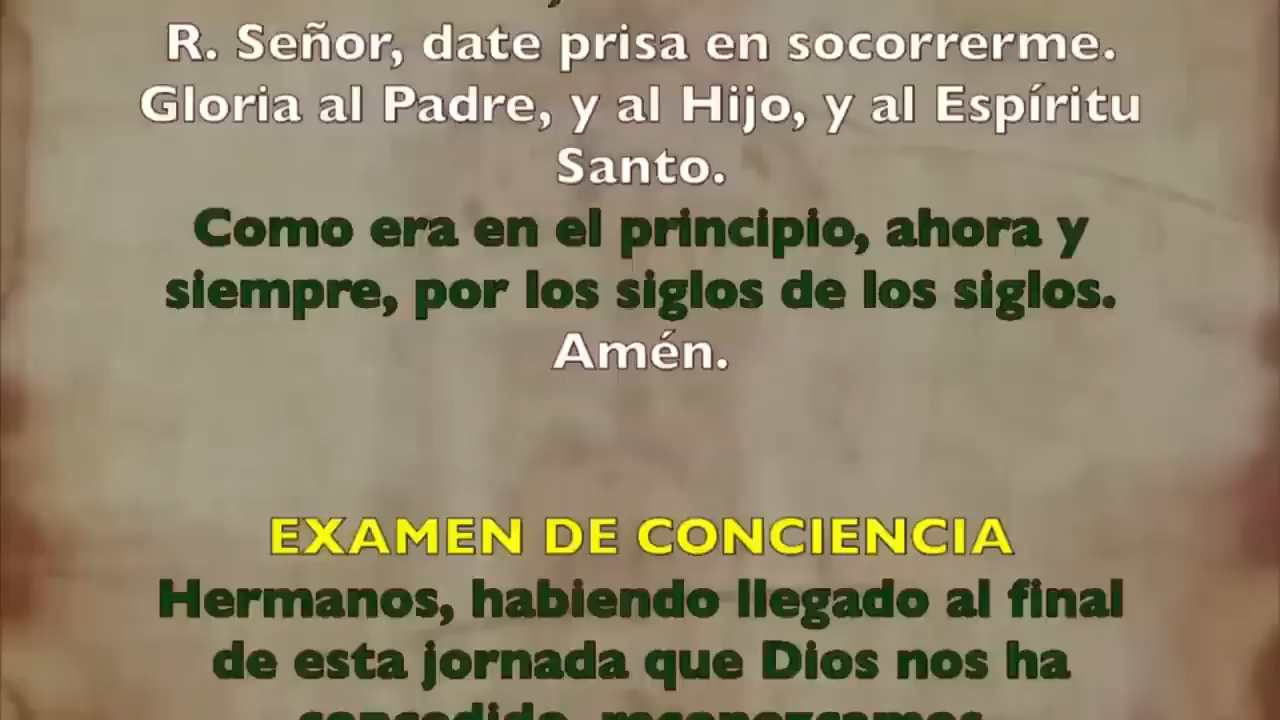 R. Señor, date prisa en socorrerme.
Gloria al Padre, y al Hijo, y al Espíritu
Santo.
Como era en el principio, ahora y
siempre, por los siglos de los siglos.
Amén.
EXAMEN DE CONCIENCIA
Hermanos, habiendo llegado al final
de esta jornada que Dios nos ha
concedido, reconozcamos